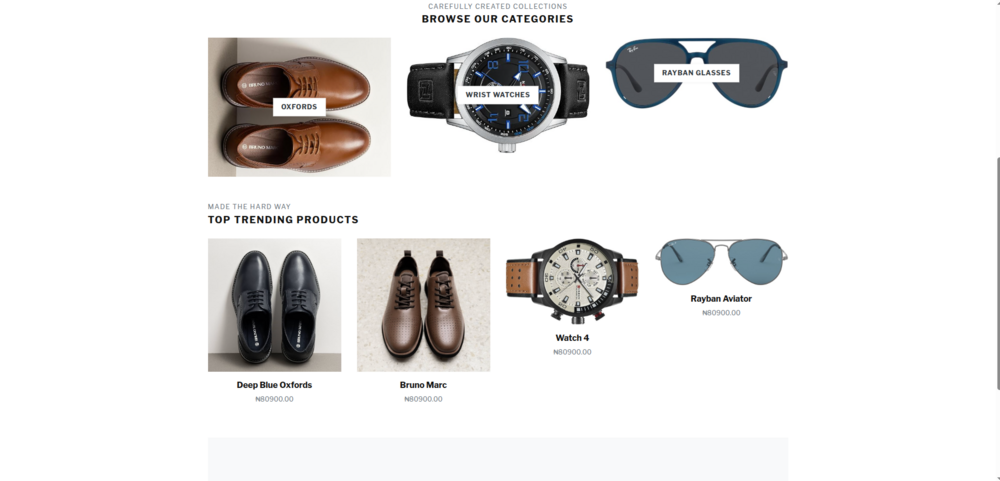 CAREFULLY CREATED COLLECTIONS
BROWSE OUR CATEGORIES
OXFORDS
WRIST WATCHES
RAYBAN GLASSES
MADE THE HARD WAY
TOP TRENDING PRODUCTS
Deep Blue Oxfords
₦80900.00
Bruno Marc
₦80900.00
Watch 4
₦80900.00
Rayban Aviator
₦80900.00